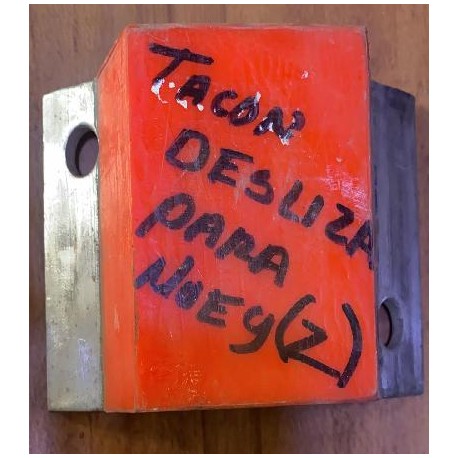 TACON
DESLIZA
PARA
NOEY(2)